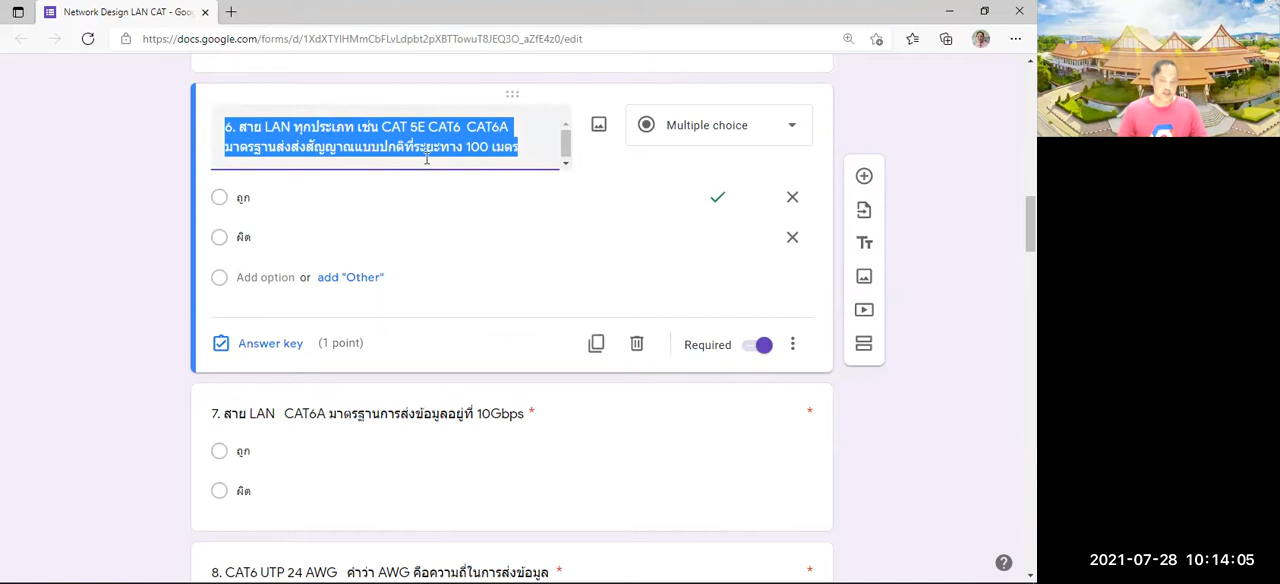 Network Design LAN CAT - Goo
https://docs.google.com/forms/d/1XdXTYlHMmCbFLvLdpbt2pXBTTowuT8JEQ3O_aZfE4z0/edit
6. สาย LAN ทุกประเภท เช่น CAT 5E CAT6 CAT6A
มาตรฐานส่งส่งสัญญาณแบบปกติที่ระยะทาง 100 เมตร
Multiple choice
ถูก
ผิด
Add option or add "Other"
Answer key (1 point)
Required
7. สาย LAN CAT6A มาตรฐานการส่งข้อมูลอยู่ที่ 10Gbps *
*
ถูก
ผิด
8. CAT6 UTP 24 AWG คำว่า AWG คือความถี่ในการส่งข้อมูล *
*
2021-07-28 10:14:05